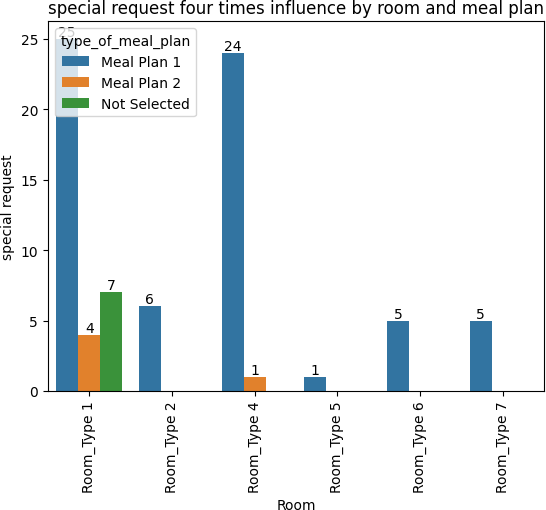 special request four times influence by room and meal plan
25
type_of_meal_plan
Meal Plan 1
Meal Plan 2
Not Selected
24
4
7
6
1
1
5
5
special request
25
20
15
10
5
0
Room_Type 1
Room_Type 2
Room_Type 4
Room_Type 5
Room_Type 6
Room_Type 7
Room